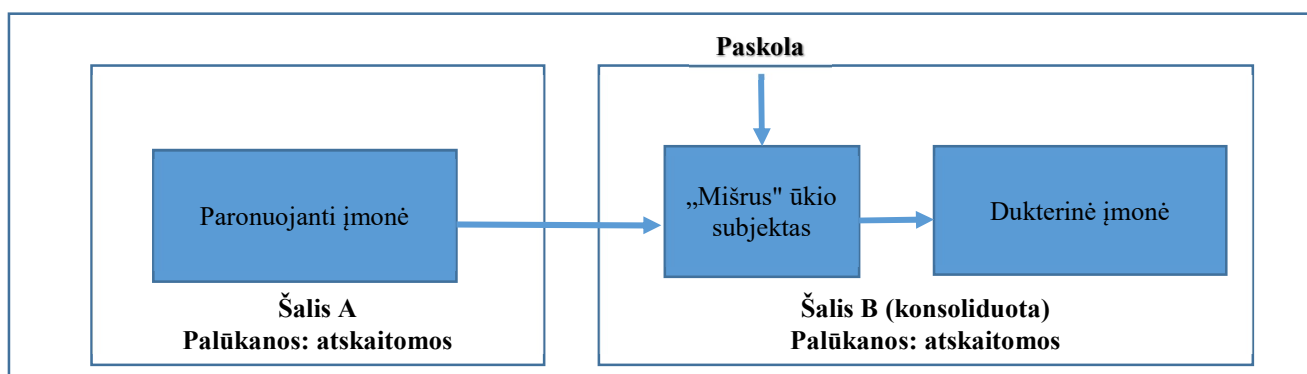 Paskola
Paronuojanti įmonė
„Mišrus" ūkio
subjektas
Dukterinė įmonė
Šalis A
Palūkanos: atskaitomos
Šalis B (konsoliduota)
Palūkanos: atskaitomos